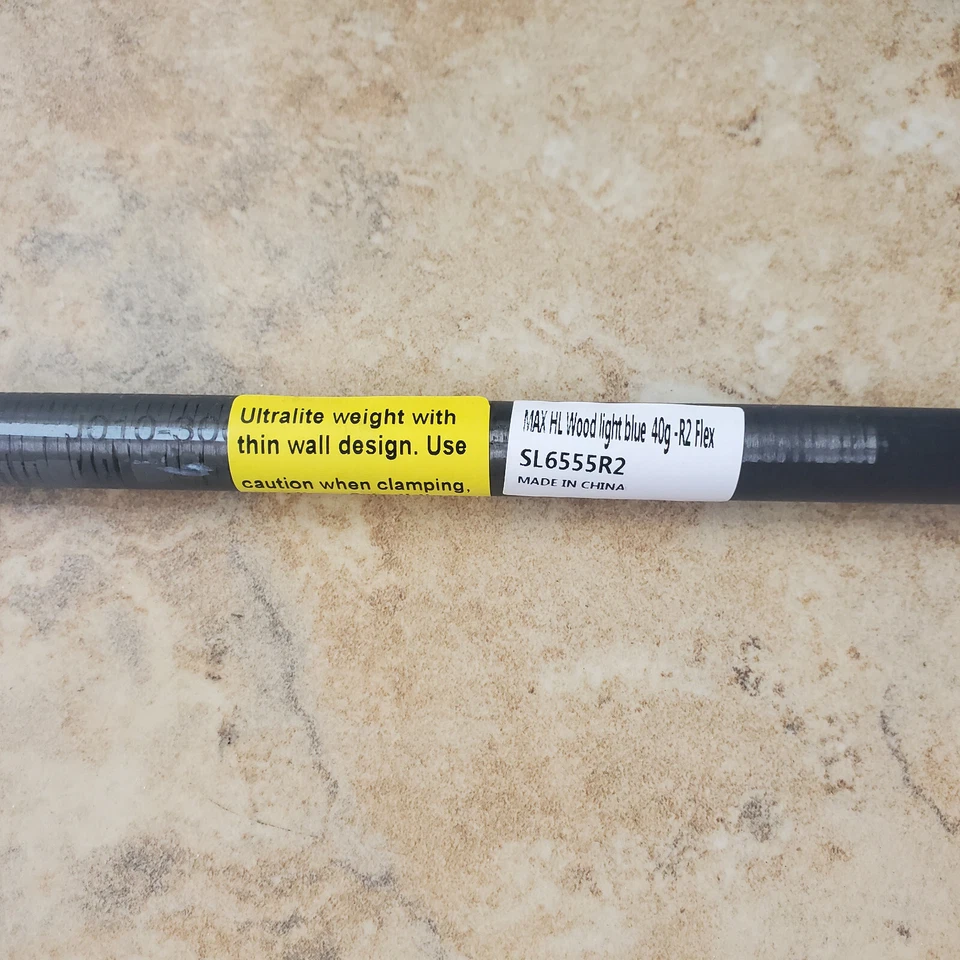 Ultralite weight with
thin wall design. Use
caution when clamping,
MAX HL Wood light blue 40g -R2 Flex
SL6555R2
MADE IN CHINA